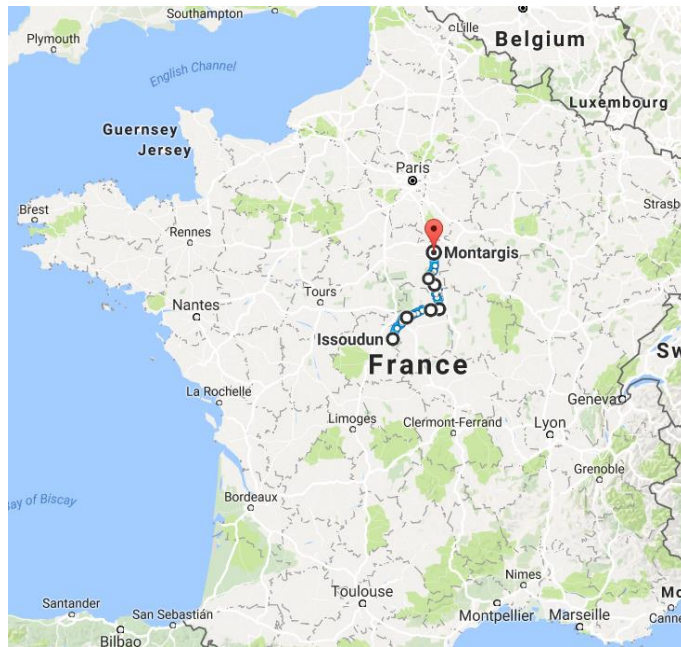 Southampton
Lille
Plymouth
Belgium
English Channel
Luxembourg
Guernsey
Jersey
Paris
Strasb
Brest
Rennes
Montargis
Tours
Nantes
Issoudun
France
Sw
La Rochelle
Geneva
Limoges
Clermont-Ferrand
Lyon
Grenoble
ay of Biscay
Bordeaux
Nimes
Toulouse
Mo
Santander
San Sebastián
Montpellier
Marseille
Canne
Bilbao